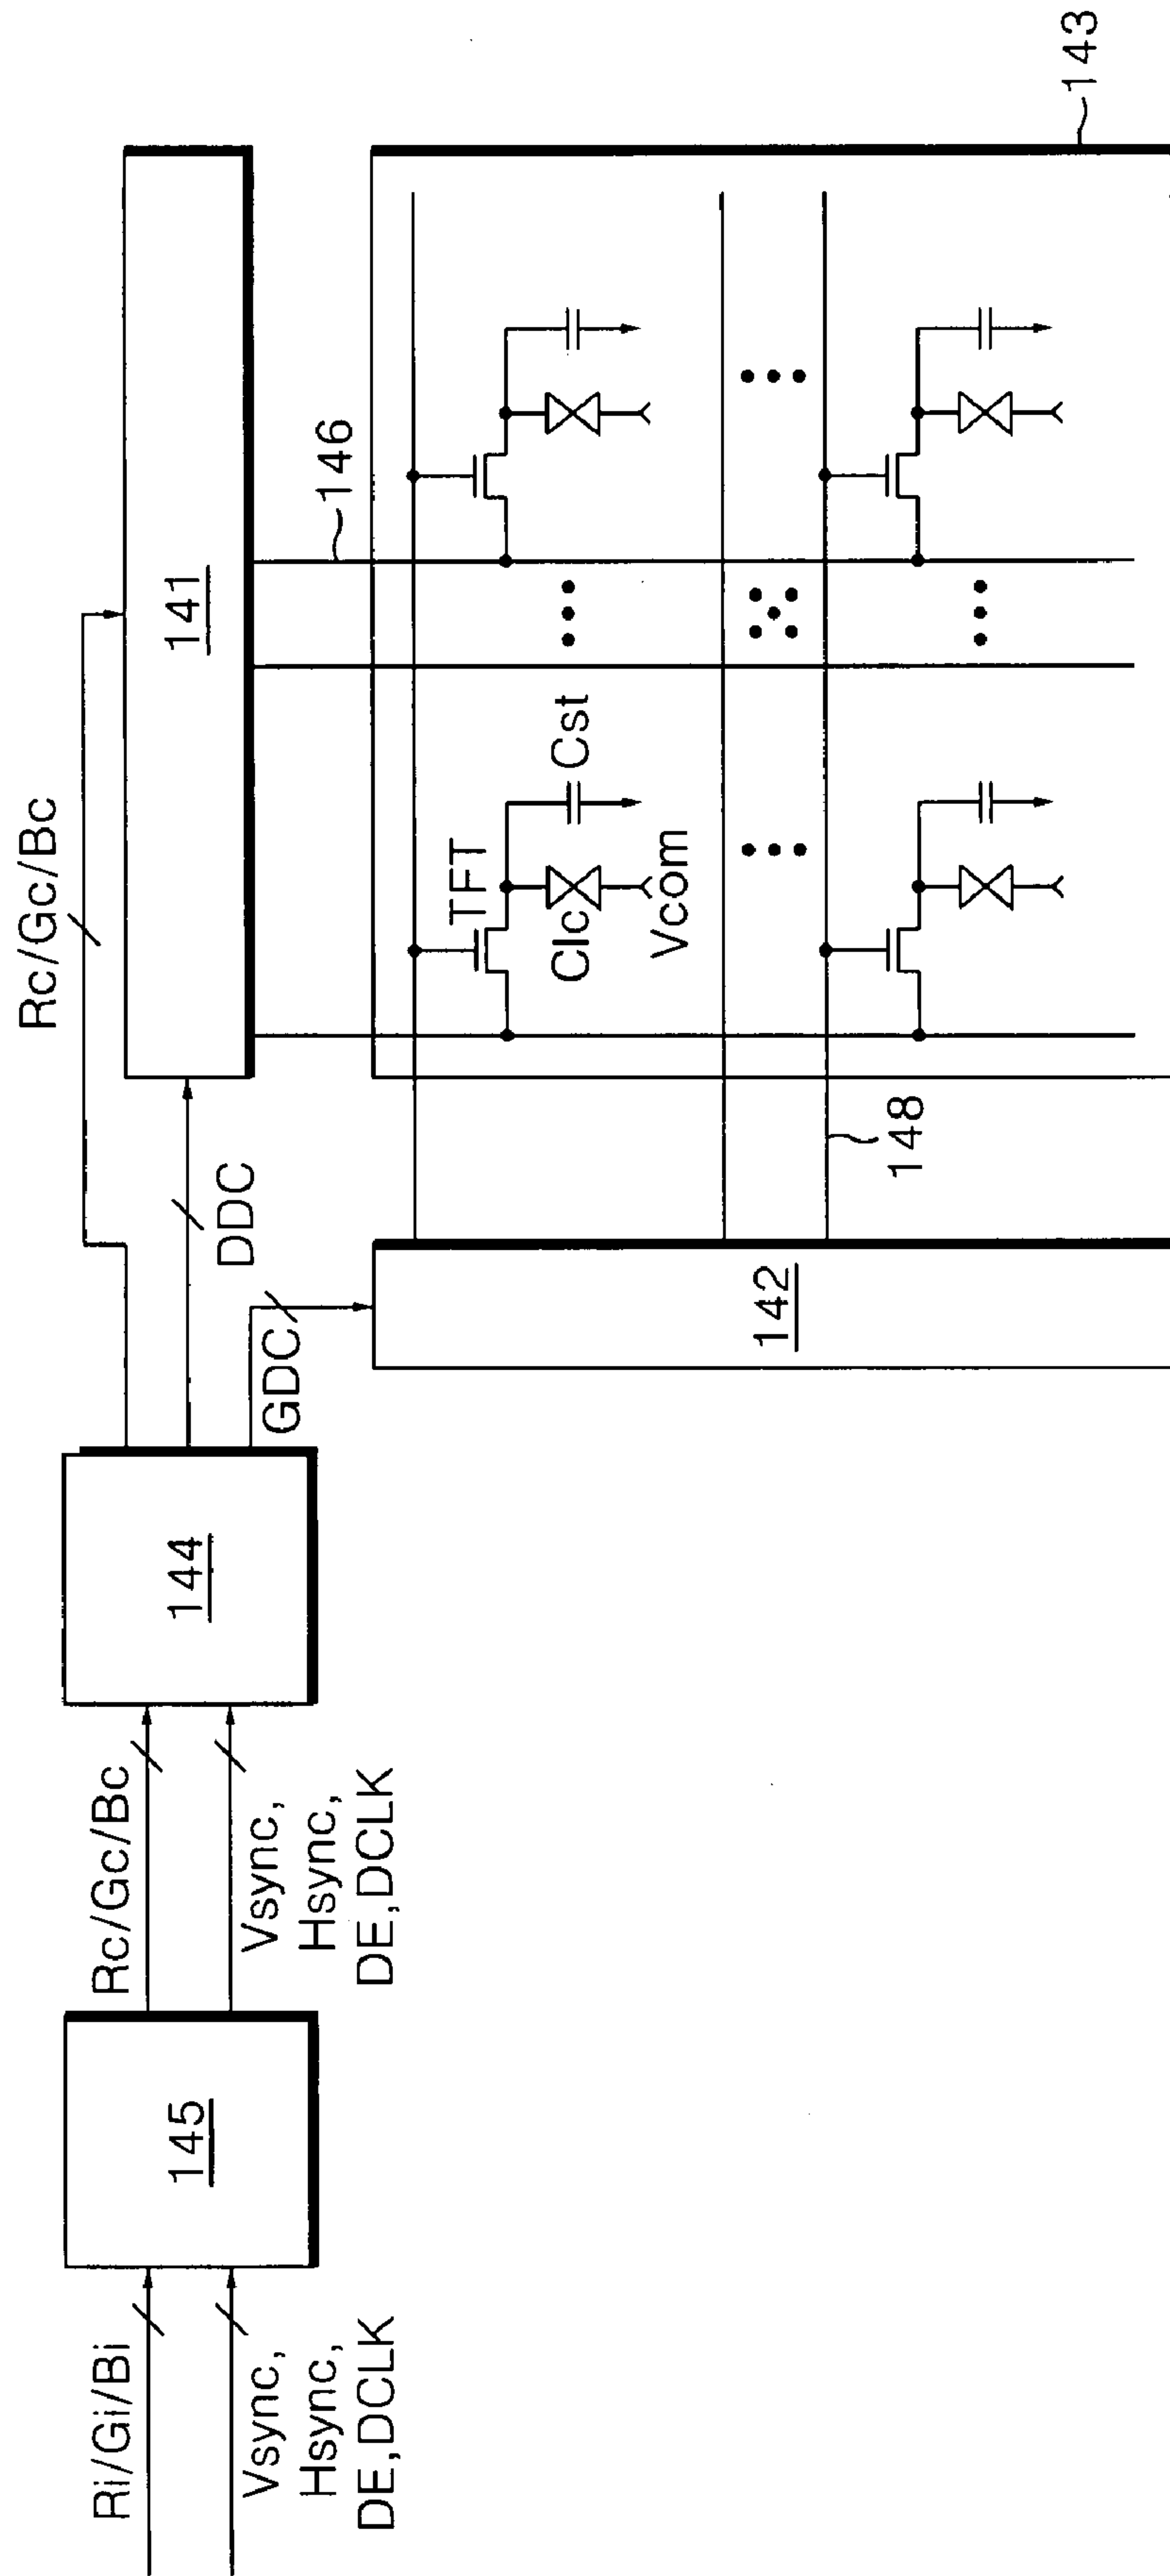 Ri/Gi/Bi
Vsync,
Hsync,
DE,DCLK
145
Rc/Gc/Bc
Vsync,
Hsync,
DE,DCLK
144
Rc/Gc/Bc
DDC
GDC
141
142
146
148
TFT
Clc
Cst
Vcom
143